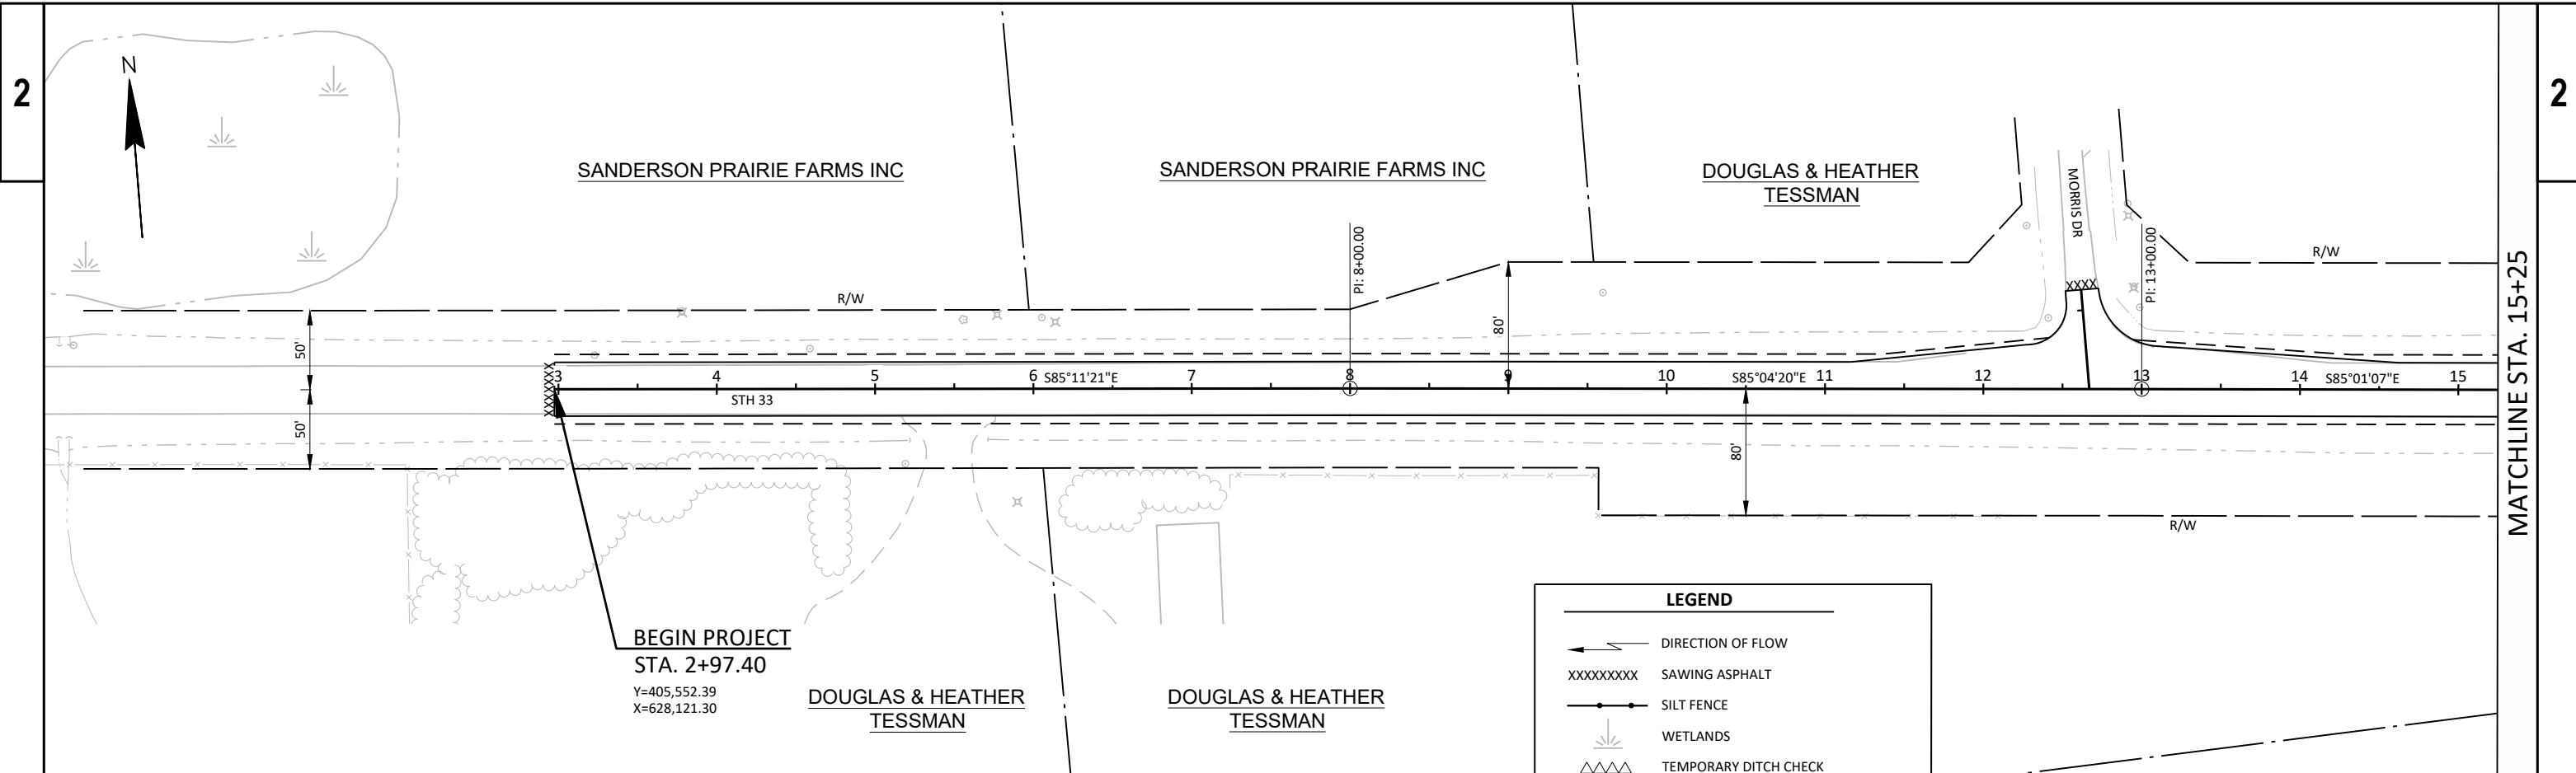 2
2
N
SANDERSON PRAIRIE FARMS INC
SANDERSON PRAIRIE FARMS INC
DOUGLAS & HEATHER
TESSMAN
MORRIS DR
PI: 8+00.00
PI: 13+00.00
R/W
R/W
50'
80'
3 4 5 6 S85°11'21"E 7 8 9 10 S85°04'20"E 11 12 13 14 S85°01'07"E 15
XXXX
XXXXXXXX
STH 33
50'
80'
R/W
MATCHLINE STA. 15+25
BEGIN PROJECT
STA. 2+97.40
Y=405,552.39
X=628,121.30
DOUGLAS & HEATHER
TESSMAN
DOUGLAS & HEATHER
TESSMAN
LEGEND
DIRECTION OF FLOW
XXXXXXXXX SAWING ASPHALT
SILT FENCE
WETLANDS
TEMPORARY DITCH CHECK